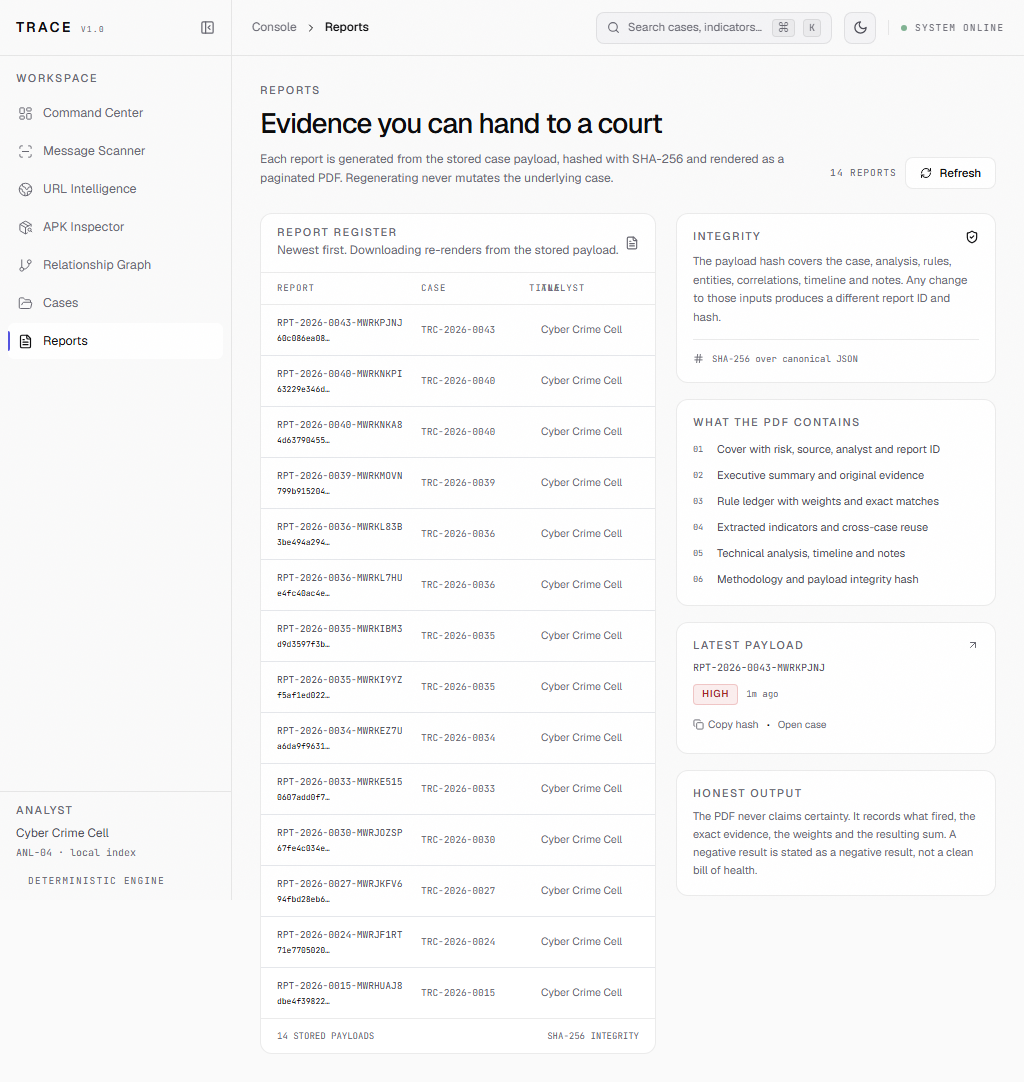 TRACE V1.0
Console > Reports
Search cases, indicators… ⌘ K
SYSTEM ONLINE
WORKSPACE
Command Center
Message Scanner
URL Intelligence
APK Inspector
Relationship Graph
Cases
Reports
ANALYST
Cyber Crime Cell
ANL-04 · local index
DETERMINISTIC ENGINE
REPORTS
Evidence you can hand to a court
Each report is generated from the stored case payload, hashed with SHA-256 and rendered as a
paginated PDF. Regenerating never mutates the underlying case.
14 REPORTS
Refresh
REPORT REGISTER
Newest first. Downloading re-renders from the stored payload.
REPORT CASE TITLE ANALYST
RPT-2026-0043-MWRKPJNJ TRC-2026-0043 Cyber Crime Cell
60c086ea08…
RPT-2026-0040-MWRKNKPI TRC-2026-0040 Cyber Crime Cell
63229e346d…
RPT-2026-0040-MWRKNKA8 TRC-2026-0040 Cyber Crime Cell
4d63790455…
RPT-2026-0039-MWRKMOVN TRC-2026-0039 Cyber Crime Cell
799b915204…
RPT-2026-0036-MWRKL83B TRC-2026-0036 Cyber Crime Cell
3be494a294…
RPT-2026-0036-MWRKL7HU TRC-2026-0036 Cyber Crime Cell
e4fc40ac4e…
RPT-2026-0035-MWRKIBM3 TRC-2026-0035 Cyber Crime Cell
d9d3597f3b…
RPT-2026-0035-MWRKI9YZ TRC-2026-0035 Cyber Crime Cell
f5af1ed022…
RPT-2026-0034-MWRKEZ7U TRC-2026-0034 Cyber Crime Cell
a6da9f9631…
RPT-2026-0033-MWRKE515 TRC-2026-0033 Cyber Crime Cell
0607add0f7…
RPT-2026-0030-MWRJOZSP TRC-2026-0030 Cyber Crime Cell
67fe4c034e…
RPT-2026-0027-MWRJKFV6 TRC-2026-0027 Cyber Crime Cell
94fbd28eb6…
RPT-2026-0024-MWRJF1RT TRC-2026-0024 Cyber Crime Cell
71e7705020…
RPT-2026-0015-MWRHUAJ8 TRC-2026-0015 Cyber Crime Cell
dbe4f39822…
14 STORED PAYLOADS SHA-256 INTEGRITY
INTEGRITY
The payload hash covers the case, analysis, rules,
entities, correlations, timeline and notes. Any change
to those inputs produces a different report ID and
hash.
# SHA-256 over canonical JSON
WHAT THE PDF CONTAINS
01 Cover with risk, source, analyst and report ID
02 Executive summary and original evidence
03 Rule ledger with weights and exact matches
04 Extracted indicators and cross-case reuse
05 Technical analysis, timeline and notes
06 Methodology and payload integrity hash
LATEST PAYLOAD
RPT-2026-0043-MWRKPJNJ
HIGH 1m ago
Copy hash · Open case
HONEST OUTPUT
The PDF never claims certainty. It records what fired, the
exact evidence, the weights and the resulting sum. A
negative result is stated as a negative result, not a clean
bill of health.